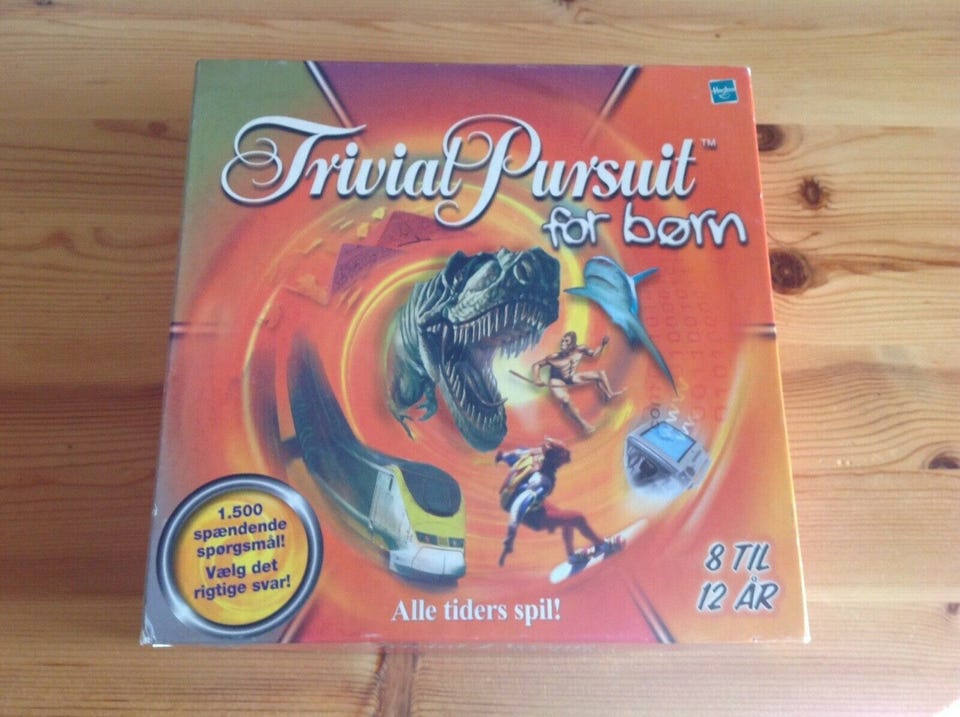 Hasbro
Trivial Pursuit™
for børn
1.500
spændende
spørgsmål!
Vælg det
rigtige svar!
8 TIL
12 ÅR
Alle tiders spil!